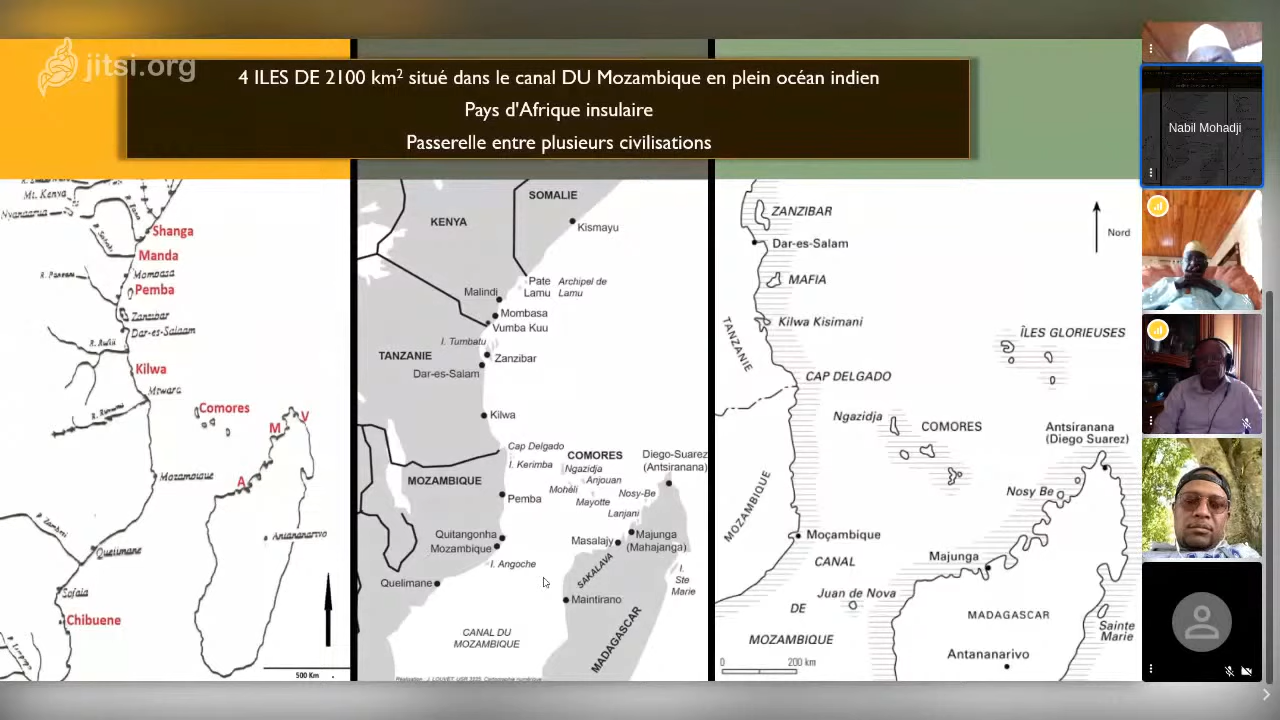 jitsi.org
4 ILES DE 2100 km² situé dans le canal DU Mozambique en plein océan indien
Pays d'Afrique insulaire
Passerelle entre plusieurs civilisations
Mt. Kenya
Shanga
Manda
Mombasa
Pemba
Zanzibar
Dar-es-Salaam
Kilwa
Mtwara
Comores
V
M
A
Mozambique
Antananarivo
Quelimane
Sofala
Chibuene
500 Km
SOMALIE
KENYA
Kismayu
Pate
Lamu
Archipel de
Lamu
Malindi
Mombasa
Vumba Kuu
I. Tumbatu
TANZANIE
Zanzibar
Dar-es-Salam
Kilwa
Cap Delgado
I. Kerimba
COMORES
Ngazidja
Anjouan
Mohéli
Mayotte
Diego-Suarez
(Antsiranana)
Nosy-Be
Lanjani
MOZAMBIQUE
Pemba
Quitangonha
Mozambique
Masalajy
Majunga
(Mahajanga)
I. Angoche
SAKALAVA
I.
Ste
Marie
Quelimane
Maintirano
CANAL DU
MOZAMBIQUE
MADAGASCAR
ZANZIBAR
Nord
Dar-es-Salam
MAFIA
Kilwa Kisimani
TANZANIE
ÎLES GLORIEUSES
CAP DELGADO
Ngazidja
COMORES
Antsiranana
(Diego Suarez)
MOZAMBIQUE
Nosy Be
Moçambique
CANAL
Majunga
Juan de Nova
DE
MADAGASCAR
MOZAMBIQUE
Sainte
Marie
Antananarivo
0
200 km
Nabil Mohadji